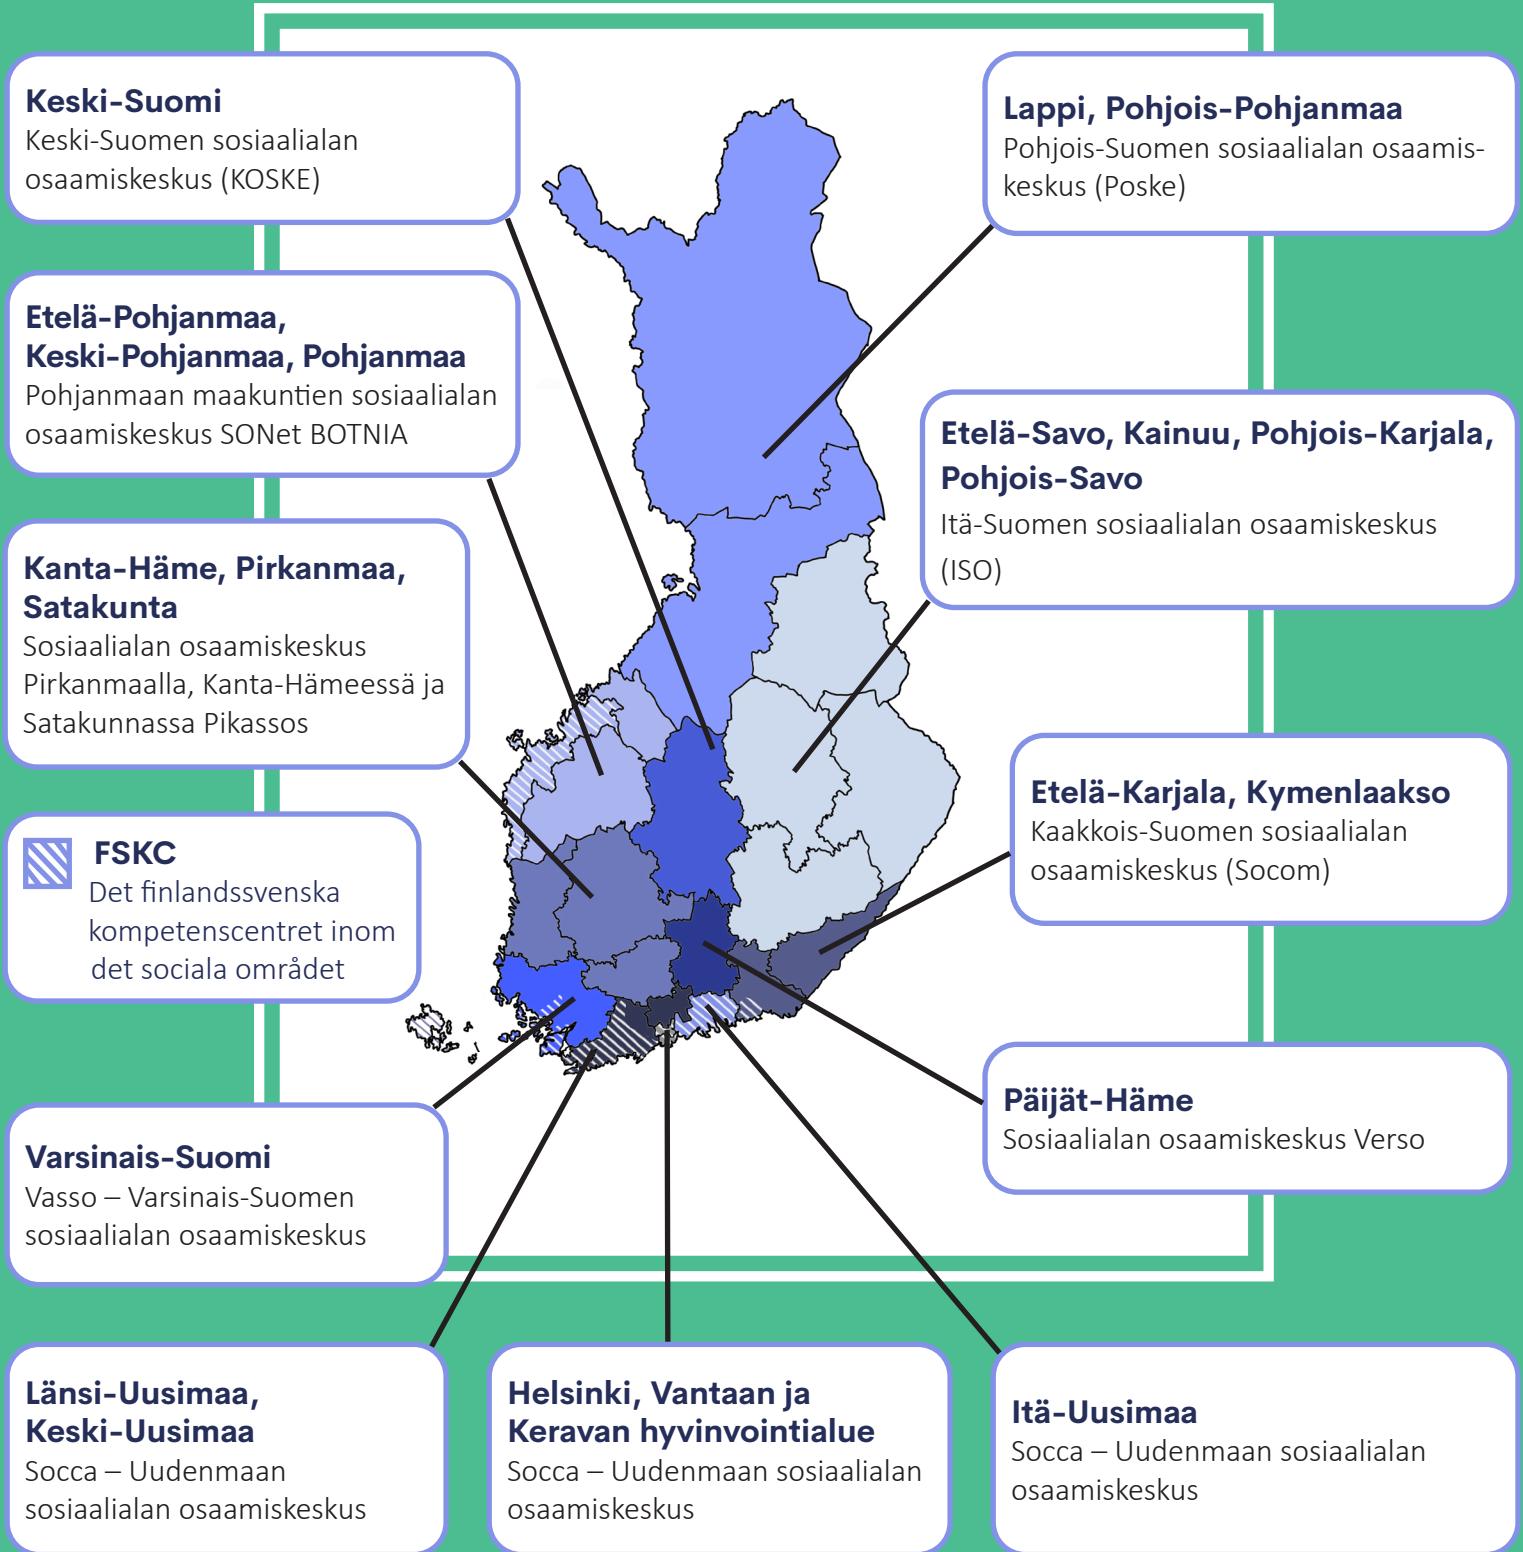 Keski-Suomi
Keski-Suomen sosiaalialan
osaamiskeskus (KOSKE)
Etelä-Pohjanmaa,
Keski-Pohjanmaa, Pohjanmaa
Pohjanmaan maakuntien sosiaalialan
osaamiskeskus SONet BOTNIA
Kanta-Häme, Pirkanmaa,
Satakunta
Sosiaalialan osaamiskeskus
Pirkanmaalla, Kanta-Hämeessä ja
Satakunnassa Pikassos
FSKC
Det finlandssvenska
kompetenscentret inom
det sociala området
Varsinais-Suomi
Vasso – Varsinais-Suomen
sosiaalialan osaamiskeskus
Lappi, Pohjois-Pohjanmaa
Pohjois-Suomen sosiaalialan osaamis-
keskus (Poske)
Etelä-Savo, Kainuu, Pohjois-Karjala,
Pohjois-Savo
Itä-Suomen sosiaalialan osaamiskeskus
(ISO)
Etelä-Karjala, Kymenlaakso
Kaakkois-Suomen sosiaalialan
osaamiskeskus (Socom)
Päijät-Häme
Sosiaalialan osaamiskeskus Verso
Länsi-Uusimaa,
Keski-Uusimaa
Socca – Uudenmaan
sosiaalialan osaamiskeskus
Helsinki, Vantaan ja
Keravan hyvinvointialue
Socca – Uudenmaan sosiaalialan
osaamiskeskus
Itä-Uusimaa
Socca – Uudenmaan sosiaalialan
osaamiskeskus